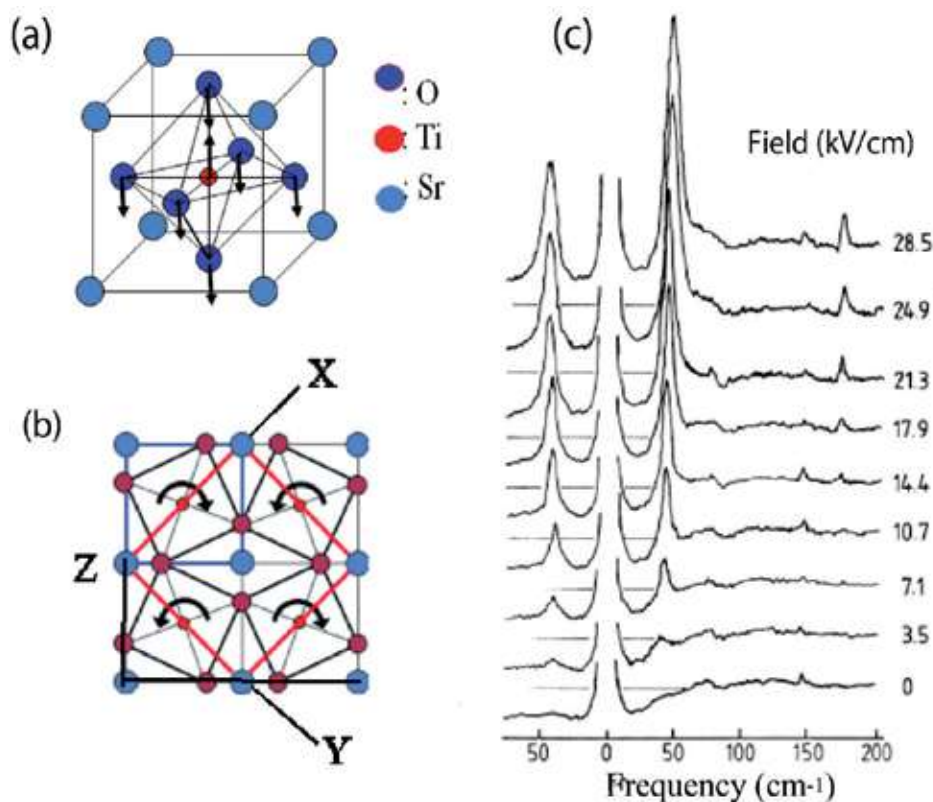 (a)
: O
: Ti
: Sr
(b)
X
Z
Y
(c)
Field (kV/cm)
28.5
24.9
21.3
17.9
14.4
10.7
7.1
3.5
0
50 0 50 100 150 200
Frequency (cm-1)